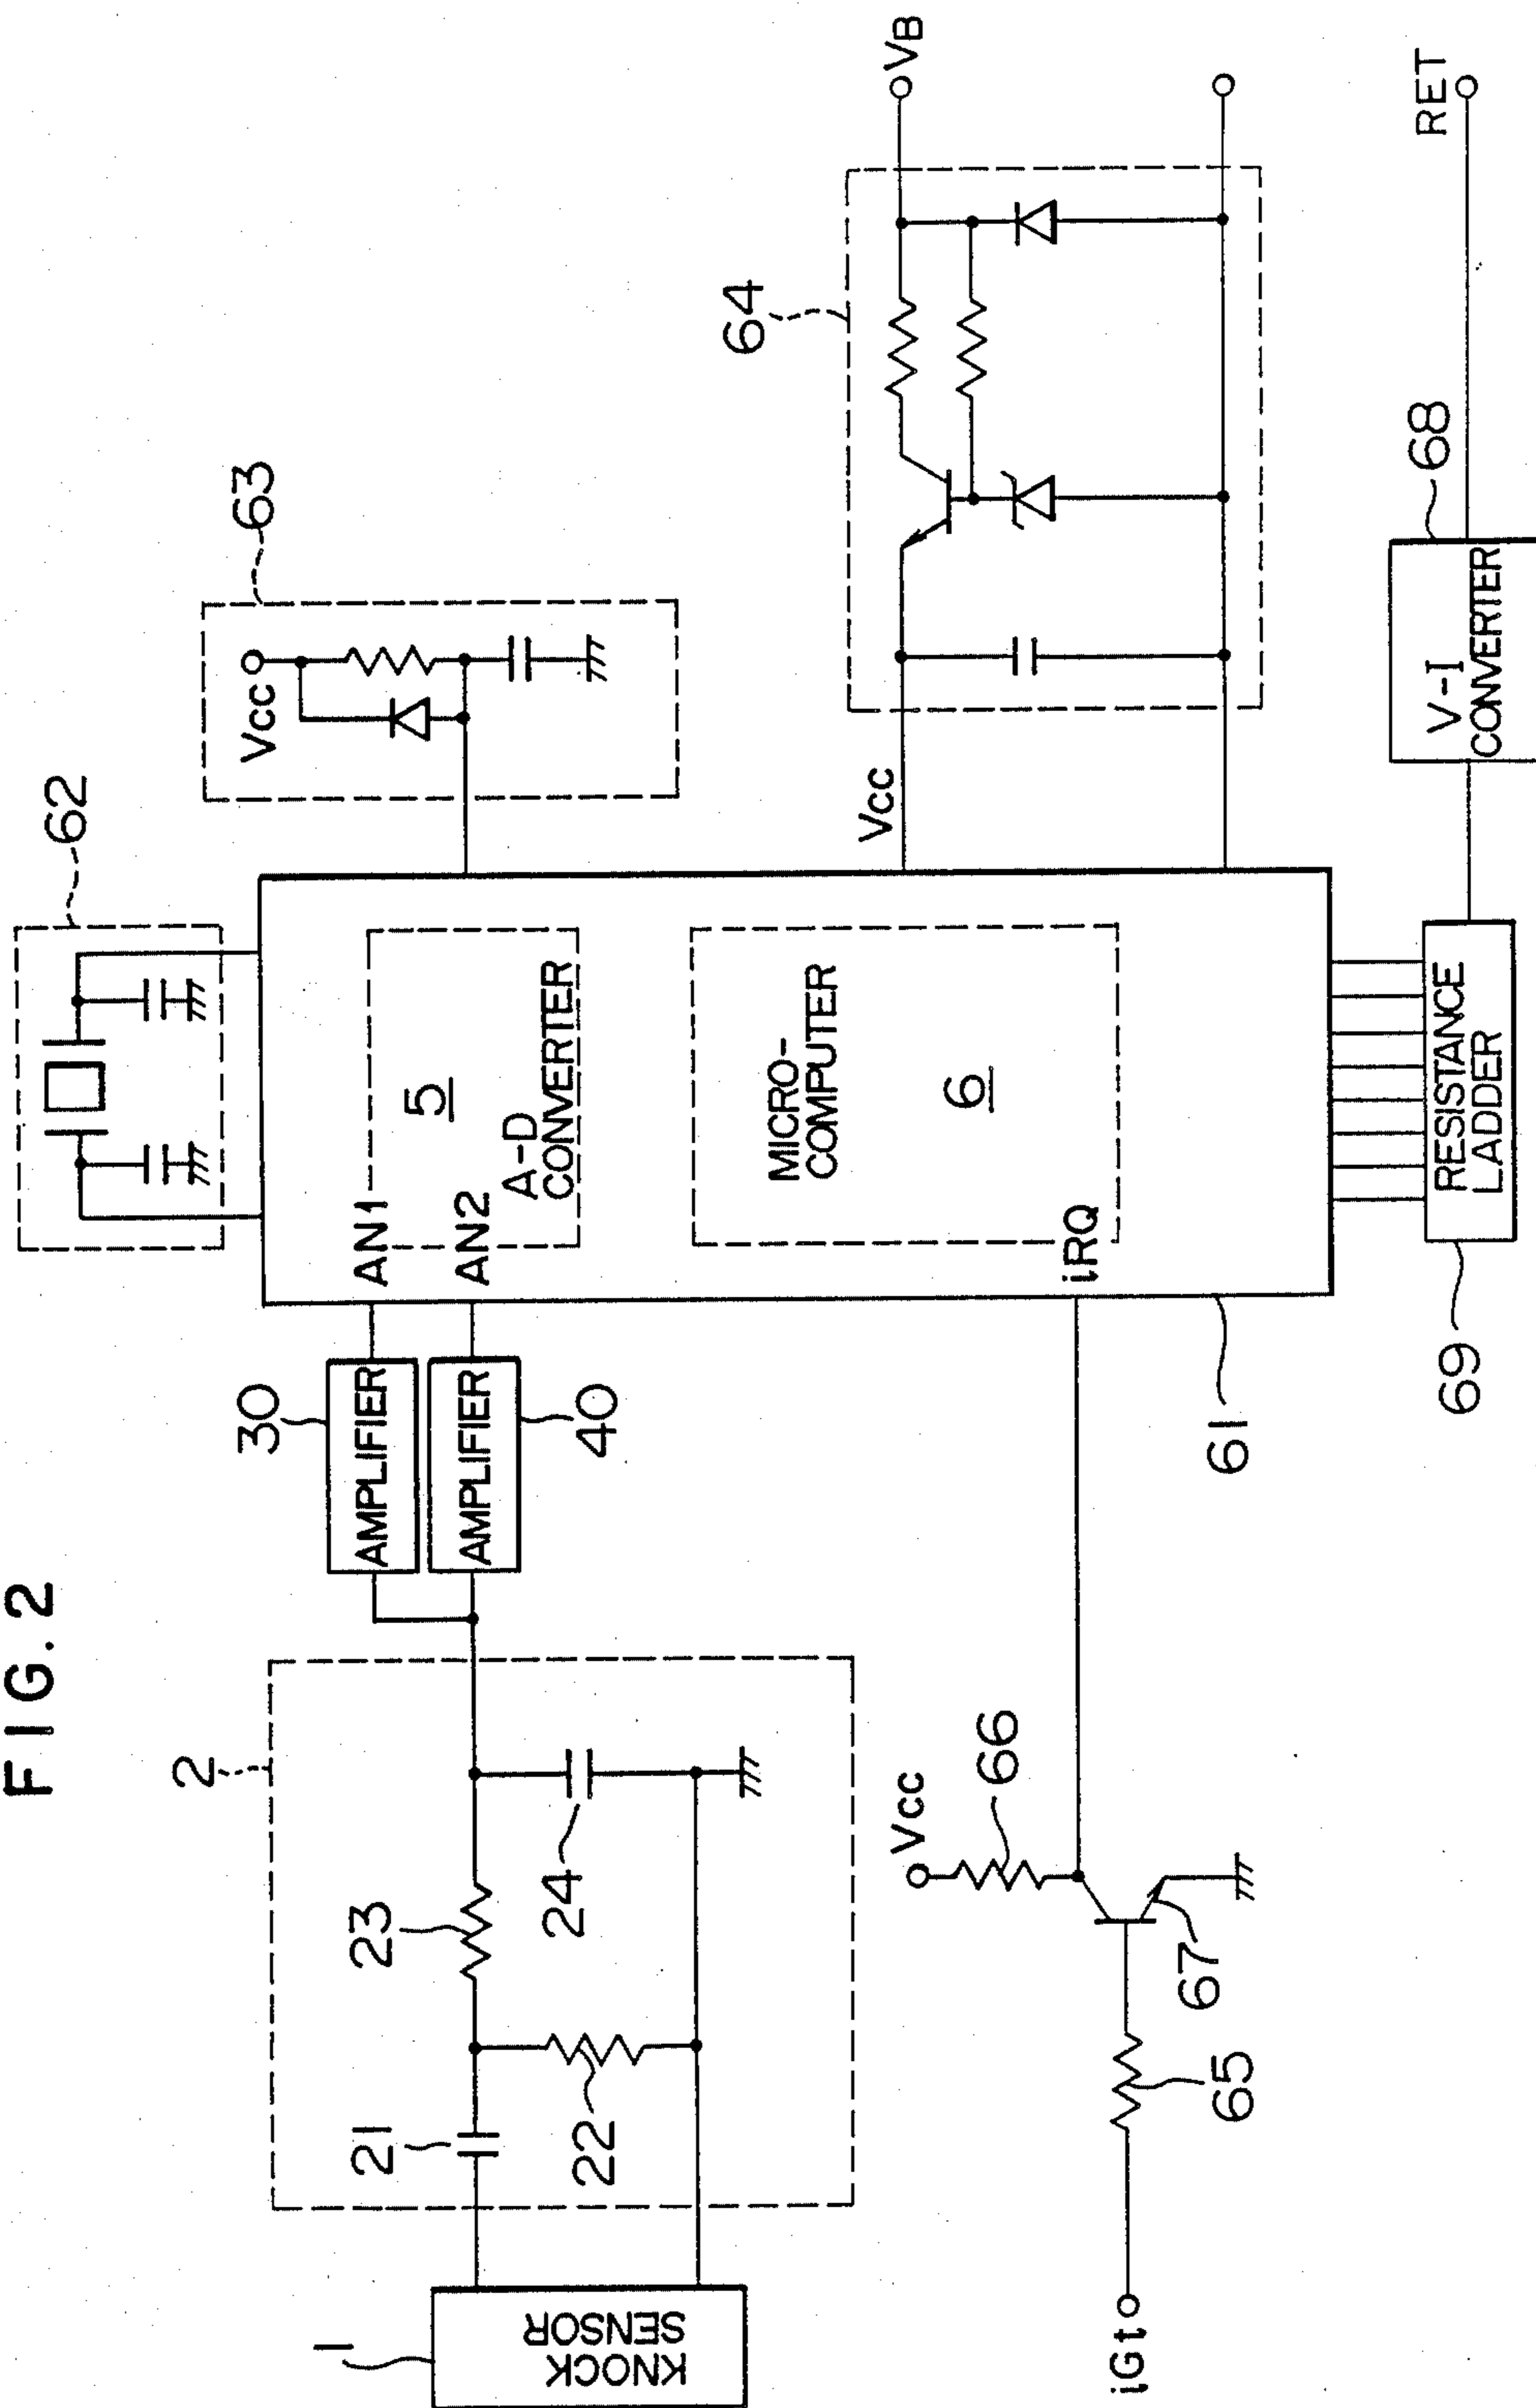 FIG. 2
1
KNOCK
SENSOR
2
21
22
23
24
30
AMPLIFIER
AMPLIFIER
40
AN1
AN2
5
A-D
CONVERTER
MICRO-
COMPUTER
6
iRQ
61
62
63
Vcc
64
Vcc
VB
iGt
65
66
67
Vcc
69
RESISTANCE
LADDER
V-I
CONVERTER
68
RET